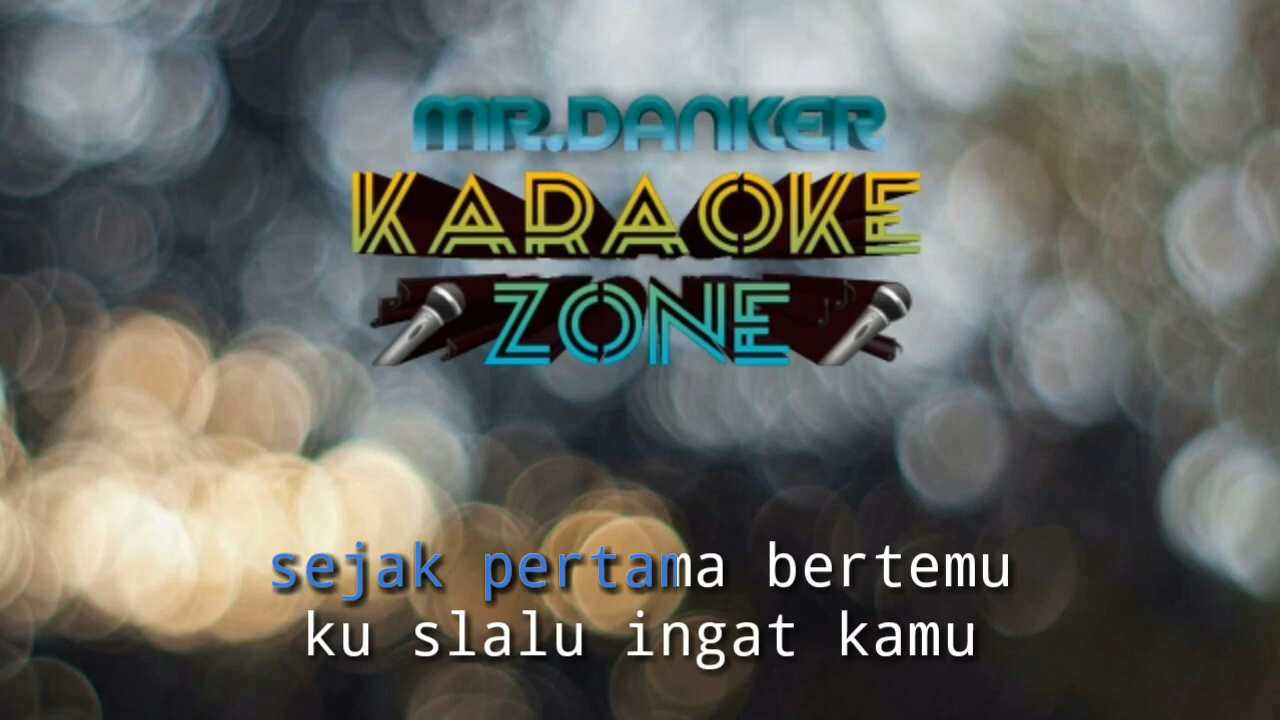 MR.DANKER
KARAOKE
ZONE
sejak pertama bertemu
ku slalu ingat kamu